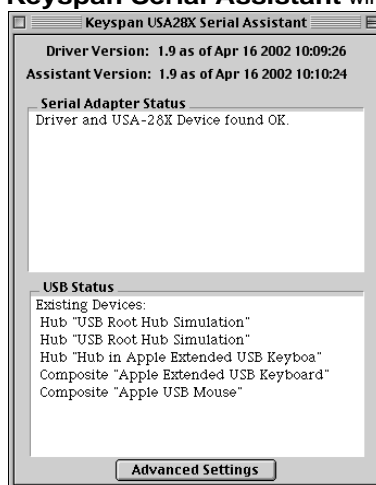 Keyspan Serial Assistant wi
Keyspan USA28X Serial Assistant
Driver Version: 1.9 as of Apr 16 2002 10:09:26
Assistant Version: 1.9 as of Apr 16 2002 10:10:24
Serial Adapter Status
Driver and USA-28X Device found OK.
USB Status
Existing Devices:
Hub "USB Root Hub Simulation"
Hub "USB Root Hub Simulation"
Hub "Hub in Apple Extended USB Keyboa"
Composite "Apple Extended USB Keyboard"
Composite "Apple USB Mouse"
Advanced Settings